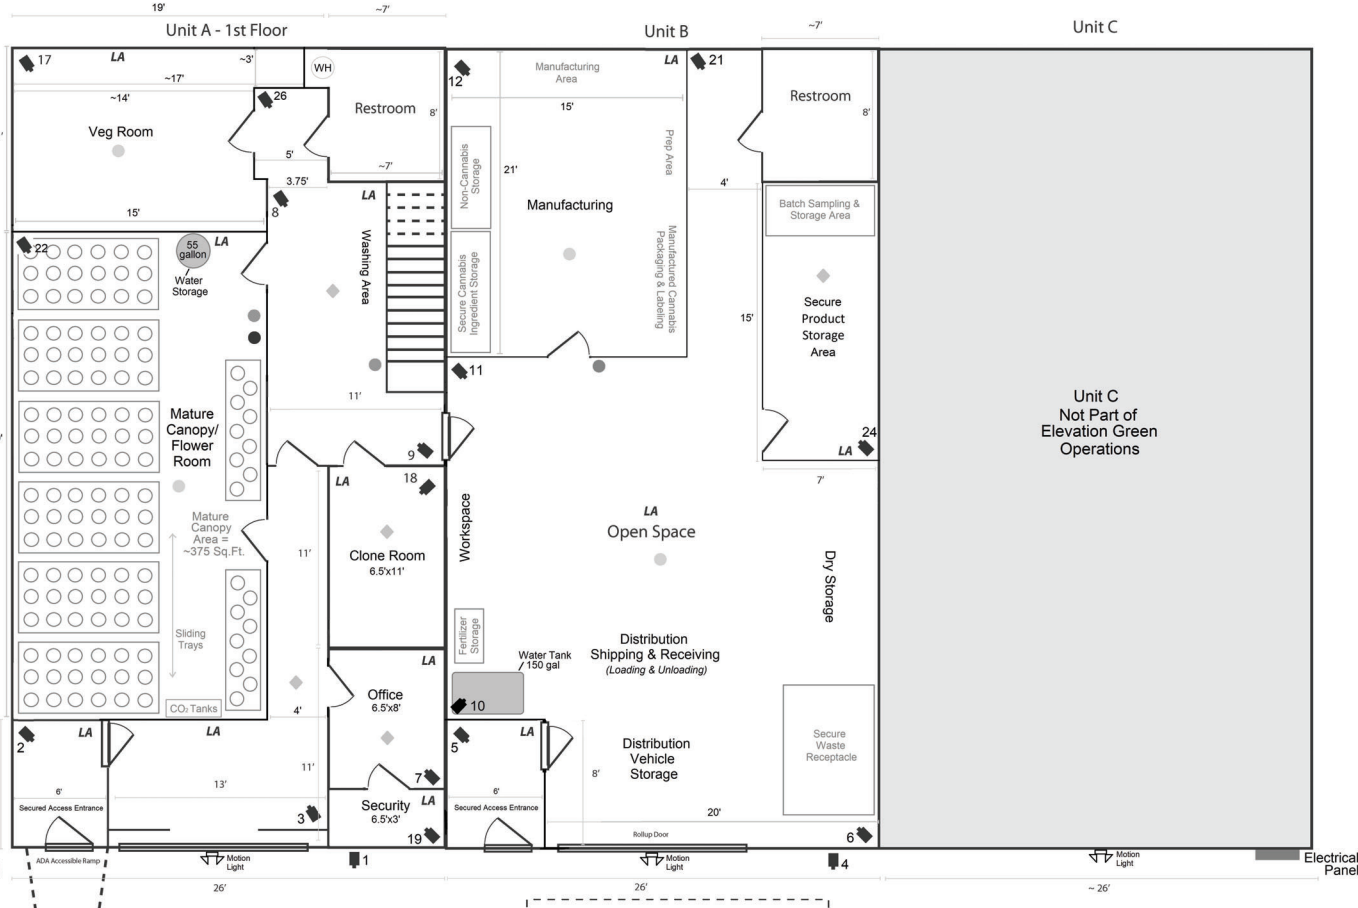 19'
~7'
Unit A - 1st Floor
Unit B
~7'
Unit C
17
LA
~3'
WH
12
Manufacturing
Area
LA
21
~17'
~14'
26
Restroom
8'
15'
Restroom
8'
Veg Room
5'
~7'
3.75'
LA
8
15'
Non-Cannabis
Storage
21'
Prep Area
4'
Manufacturing
Batch Sampling &
Storage Area
22
55
gallon
LA
Water
Storage
Washing Area
Secure Cannabis
Ingredient Storage
Manufactured Cannabis
Packaging & Labeling
15'
Secure
Product
Storage
Area
11
11'
Mature
Canopy/
Flower
Room
9
24
LA
Unit C
Not Part of
Elevation Green
Operations
LA
18
7'
Workspace
LA
Open Space
Mature
Canopy
Area =
~375 Sq.Ft.
11'
Clone Room
6.5'x11'
Dry Storage
Sliding
Trays
Fertilizer
Storage
Distribution
Shipping & Receiving
(Loading & Unloading)
LA
Water Tank
150 gal
Office
6.5'x8'
CO₂ Tanks
4'
10
2
LA
LA
5
LA
Distribution
Vehicle
Storage
Secure
Waste
Receptacle
11'
7
8'
6'
13'
6'
Secured Access Entrance
3
Security
6.5'x3'
LA
Secured Access Entrance
20'
19
Rollup Door
6
ADA Accessible Ramp
Motion
Light
1
Motion
Light
4
Motion
Light
Electrical
Panel
26'
26'
~ 26'